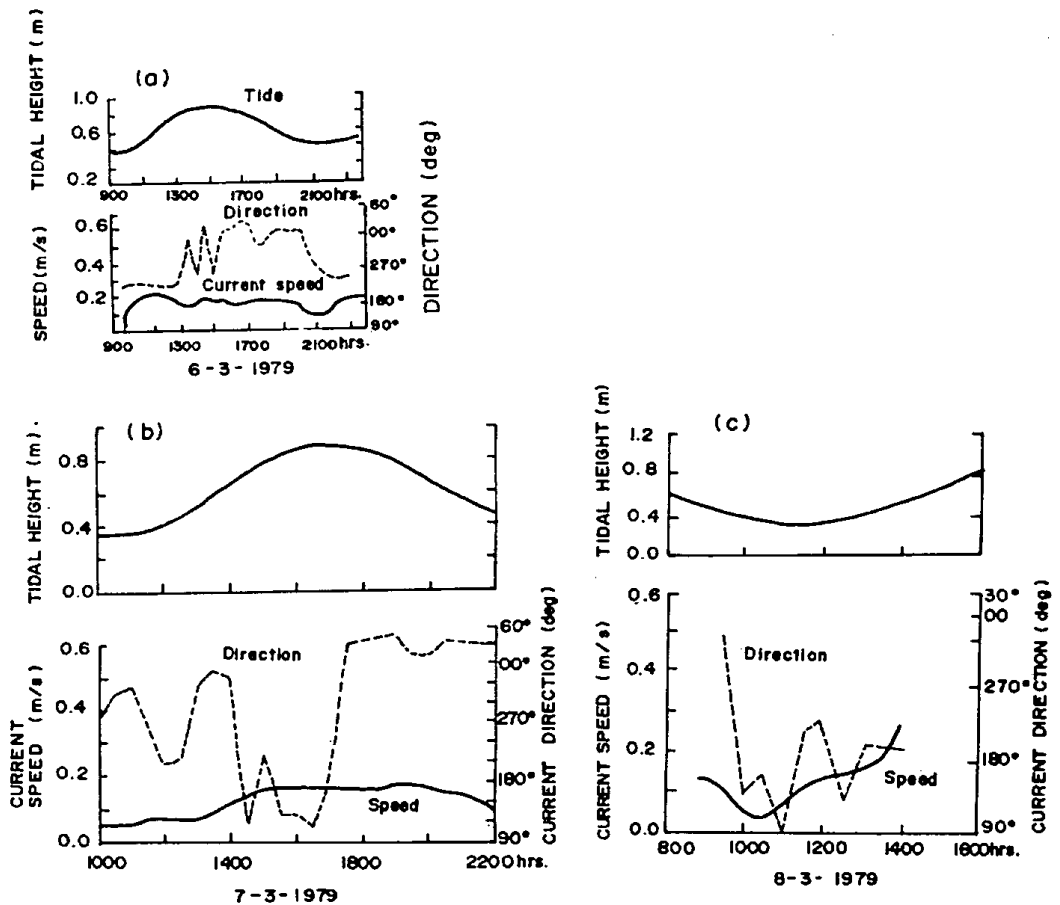 (a)
TIDAL HEIGHT (m)
Tide
1.0
0.6
0.2
900 1300 1700 2100hrs.
SPEED (m/s)
DIRECTION (deg)
Direction
Current speed
0.6
0.4
0.2
60°
00°
270°
180°
90°
900 1300 1700 2100hrs.
6-3-1979
(b)
TIDAL HEIGHT (m).
0.8
0.4
0.0
CURRENT
SPEED (m/s)
CURRENT DIRECTION (deg)
Direction
Speed
0.6
0.4
0.2
0.0
60°
00°
270°
180°
90°
1000 1400 1800 2200hrs.
7-3-1979
(c)
TIDAL HEIGHT (m)
1.2
0.8
0.4
0.0
CURRENT SPEED (m/s)
CURRENT DIRECTION (deg)
Direction
Speed
0.6
0.4
0.2
0.0
30°
00°
270°
180°
90°
800 1000 1200 1400 1600hrs.
8-3-1979